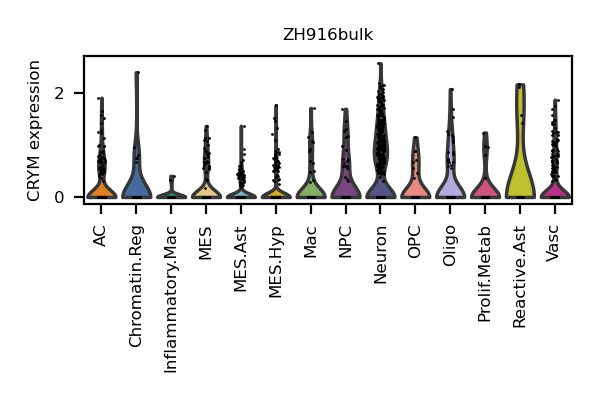 ZH916bulk
CRYM expression
2
0
AC
Chromatin.Reg
Inflammatory.Mac
MES
MES.Ast
MES.Hyp
Mac
NPC
Neuron
OPC
Oligo
Prolif.Metab
Reactive.Ast
Vasc